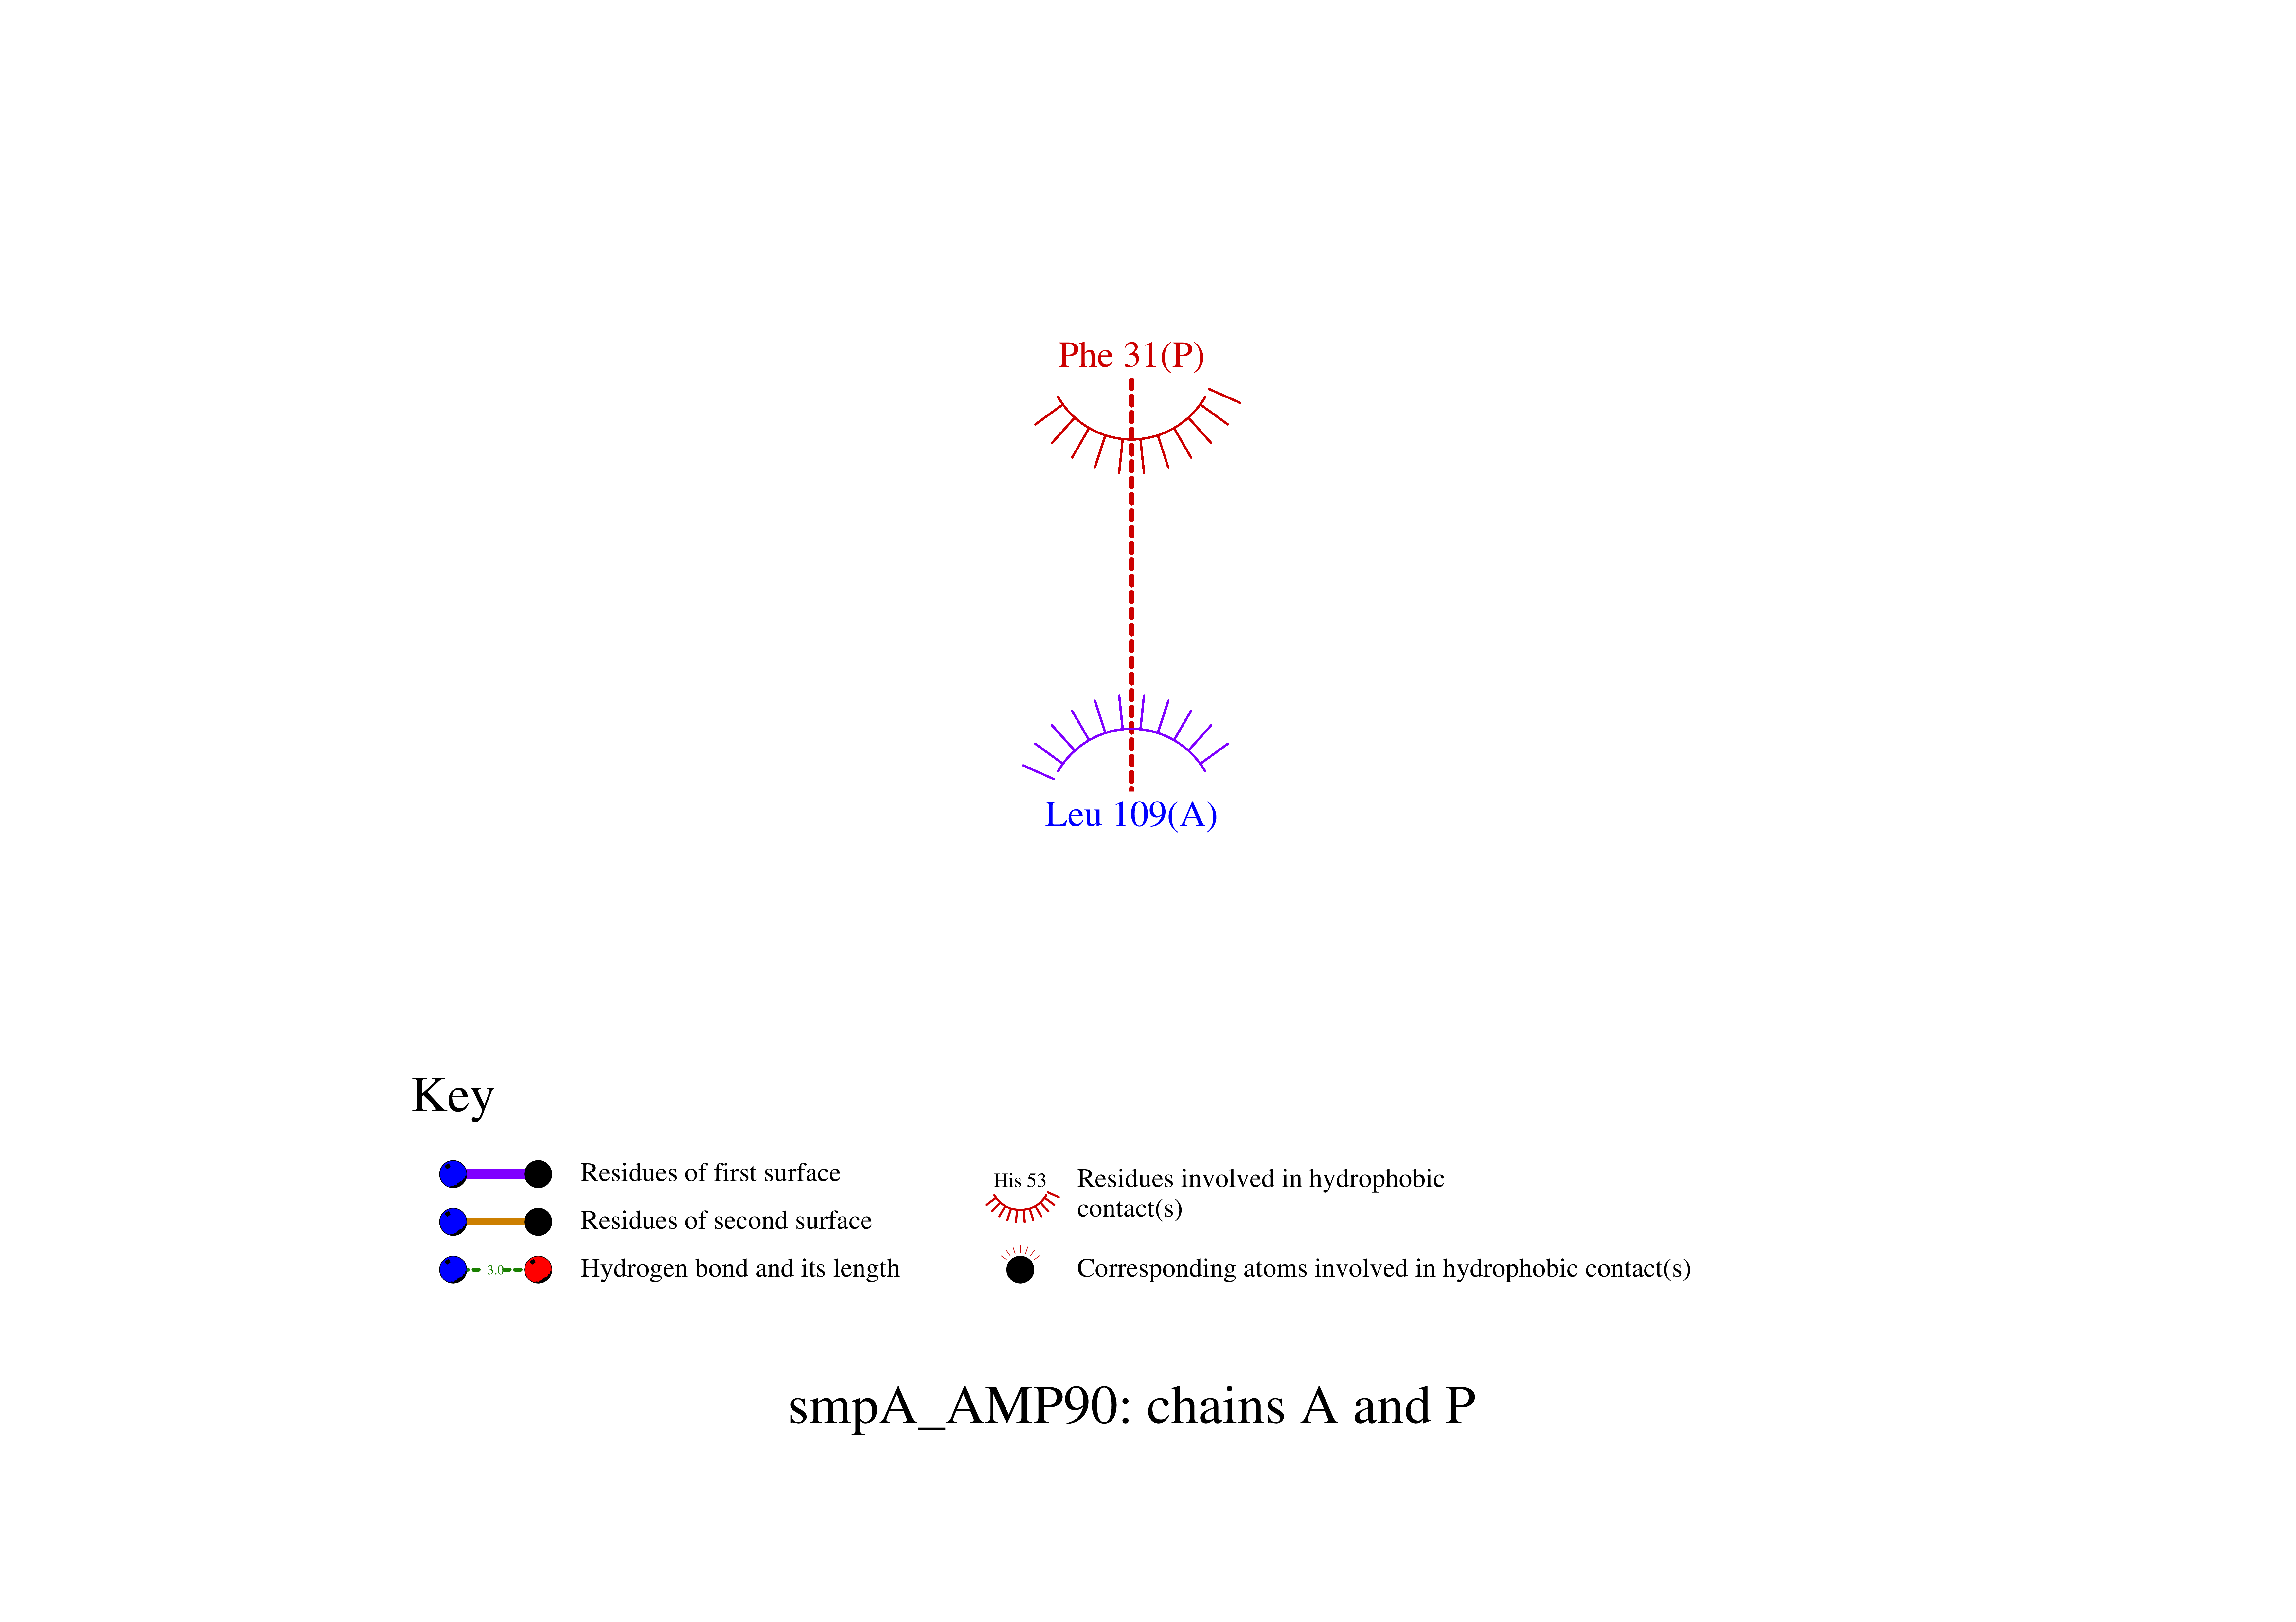 Phe 31(P)
Leu 109(A)
Key
Residues of first surface
Residues of second surface
3.0
Hydrogen bond and its length
His 53
Residues involved in hydrophobic
contact(s)
Corresponding atoms involved in hydrophobic contact(s)
smpA_AMP90: chains A and P